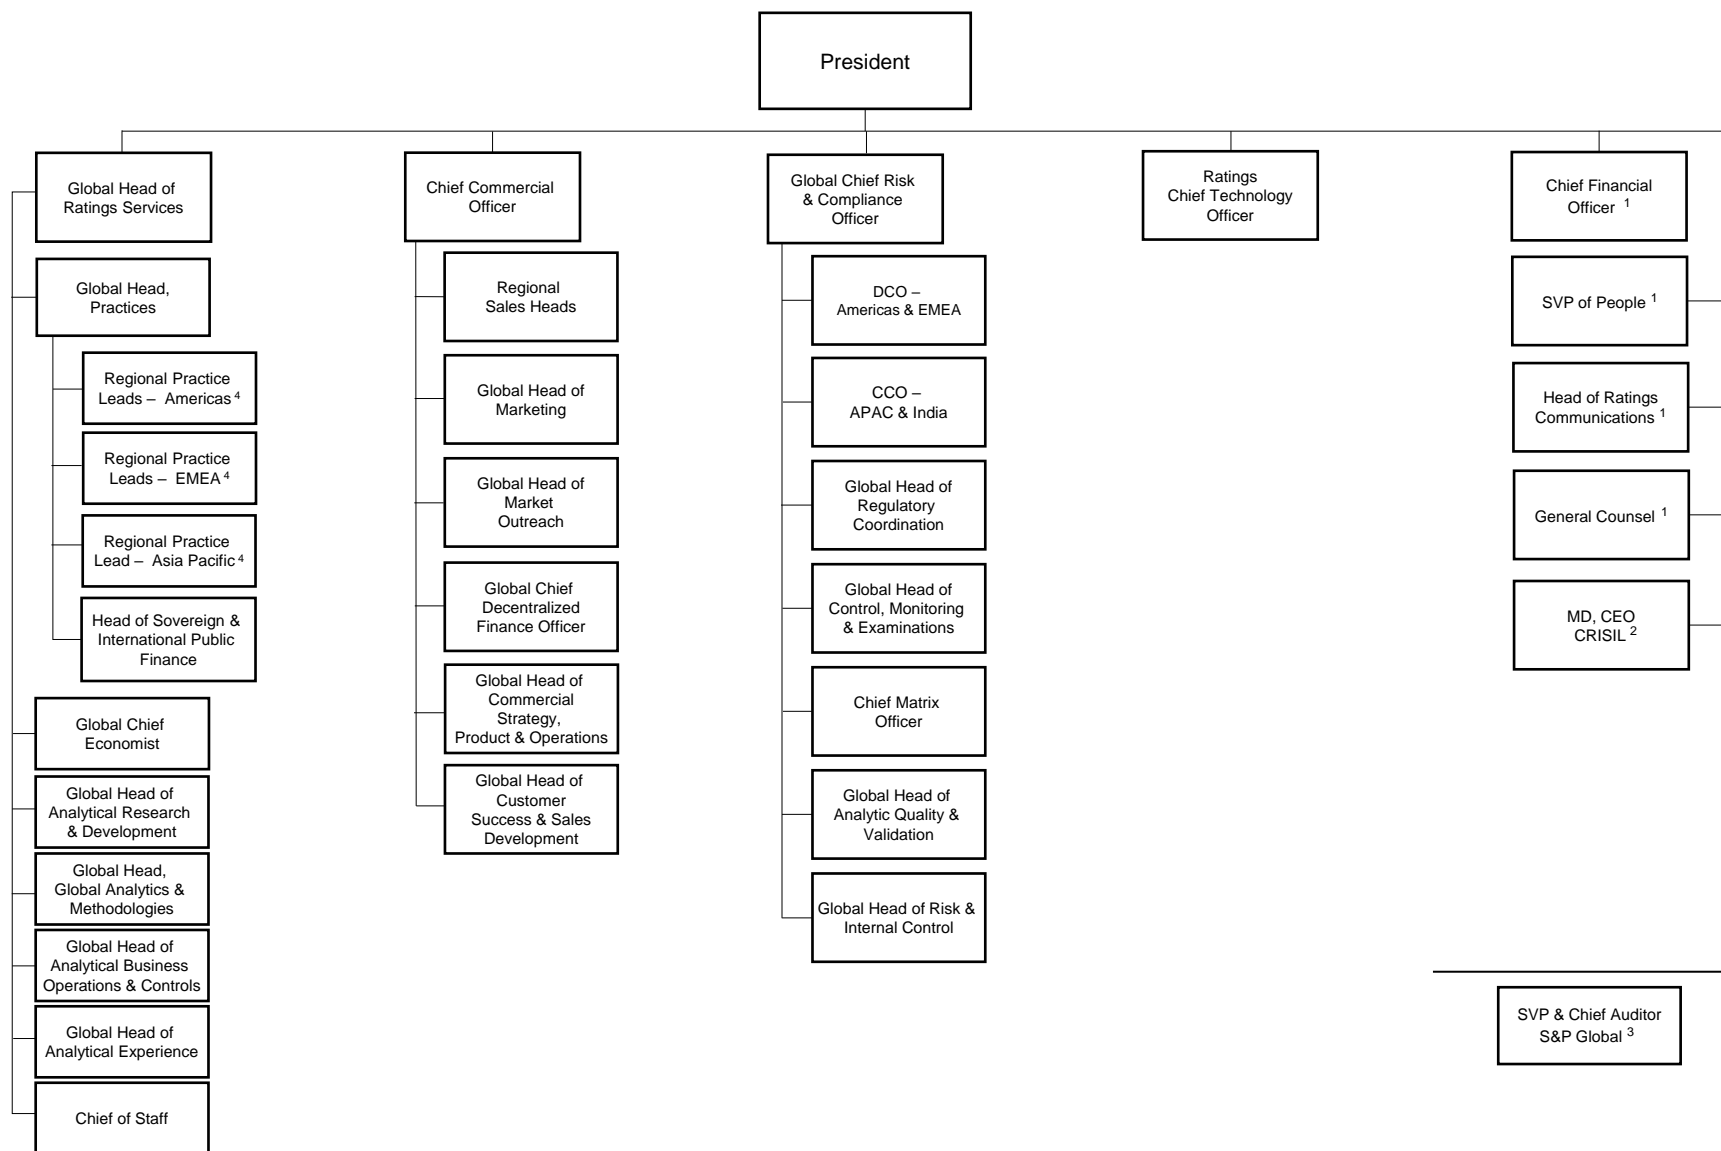 President
Global Head of
Ratings Services
Global Head,
Practices
Regional Practice
Leads – Americas 4
Regional Practice
Leads – EMEA 4
Regional Practice
Lead – Asia Pacific 4
Head of Sovereign &
International Public
Finance
Global Chief
Economist
Global Head of
Analytical Research
& Development
Global Head,
Global Analytics &
Methodologies
Global Head of
Analytical Business
Operations & Controls
Global Head of
Analytical Experience
Chief of Staff
Chief Commercial
Officer
Regional
Sales Heads
Global Head of
Marketing
Global Head of
Market
Outreach
Global Chief
Decentralized
Finance Officer
Global Head of
Commercial
Strategy,
Product & Operations
Global Head of
Customer
Success & Sales
Development
Global Chief Risk
& Compliance
Officer
DCO –
Americas & EMEA
CCO –
APAC & India
Global Head of
Regulatory
Coordination
Global Head of
Control, Monitoring
& Examinations
Chief Matrix
Officer
Global Head of
Analytic Quality &
Validation
Global Head of Risk &
Internal Control
Ratings
Chief Technology
Officer
Chief Financial
Officer 1
SVP of People 1
Head of Ratings
Communications 1
General Counsel 1
MD, CEO
CRISIL 2
SVP & Chief Auditor
S&P Global 3